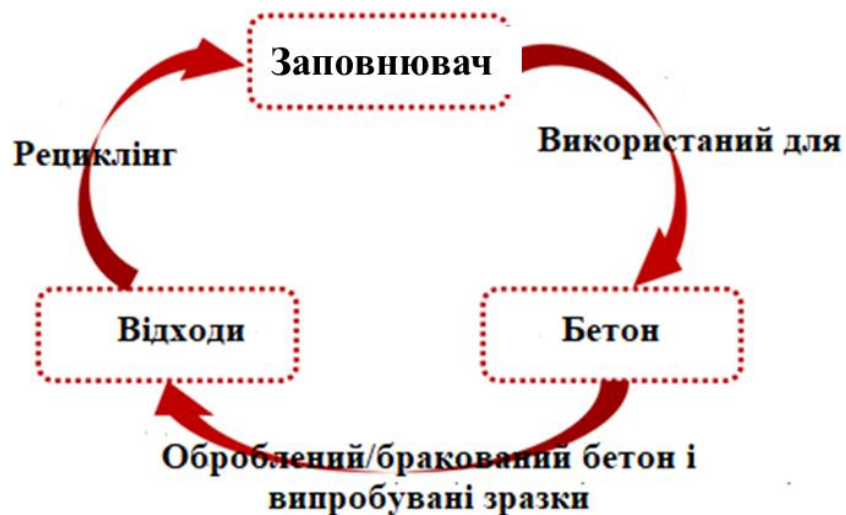 Заповнювач
Використаний для
Рециклінг
Відходи
Бетон
Оброблений/бракований бетон і
випробувані зразки